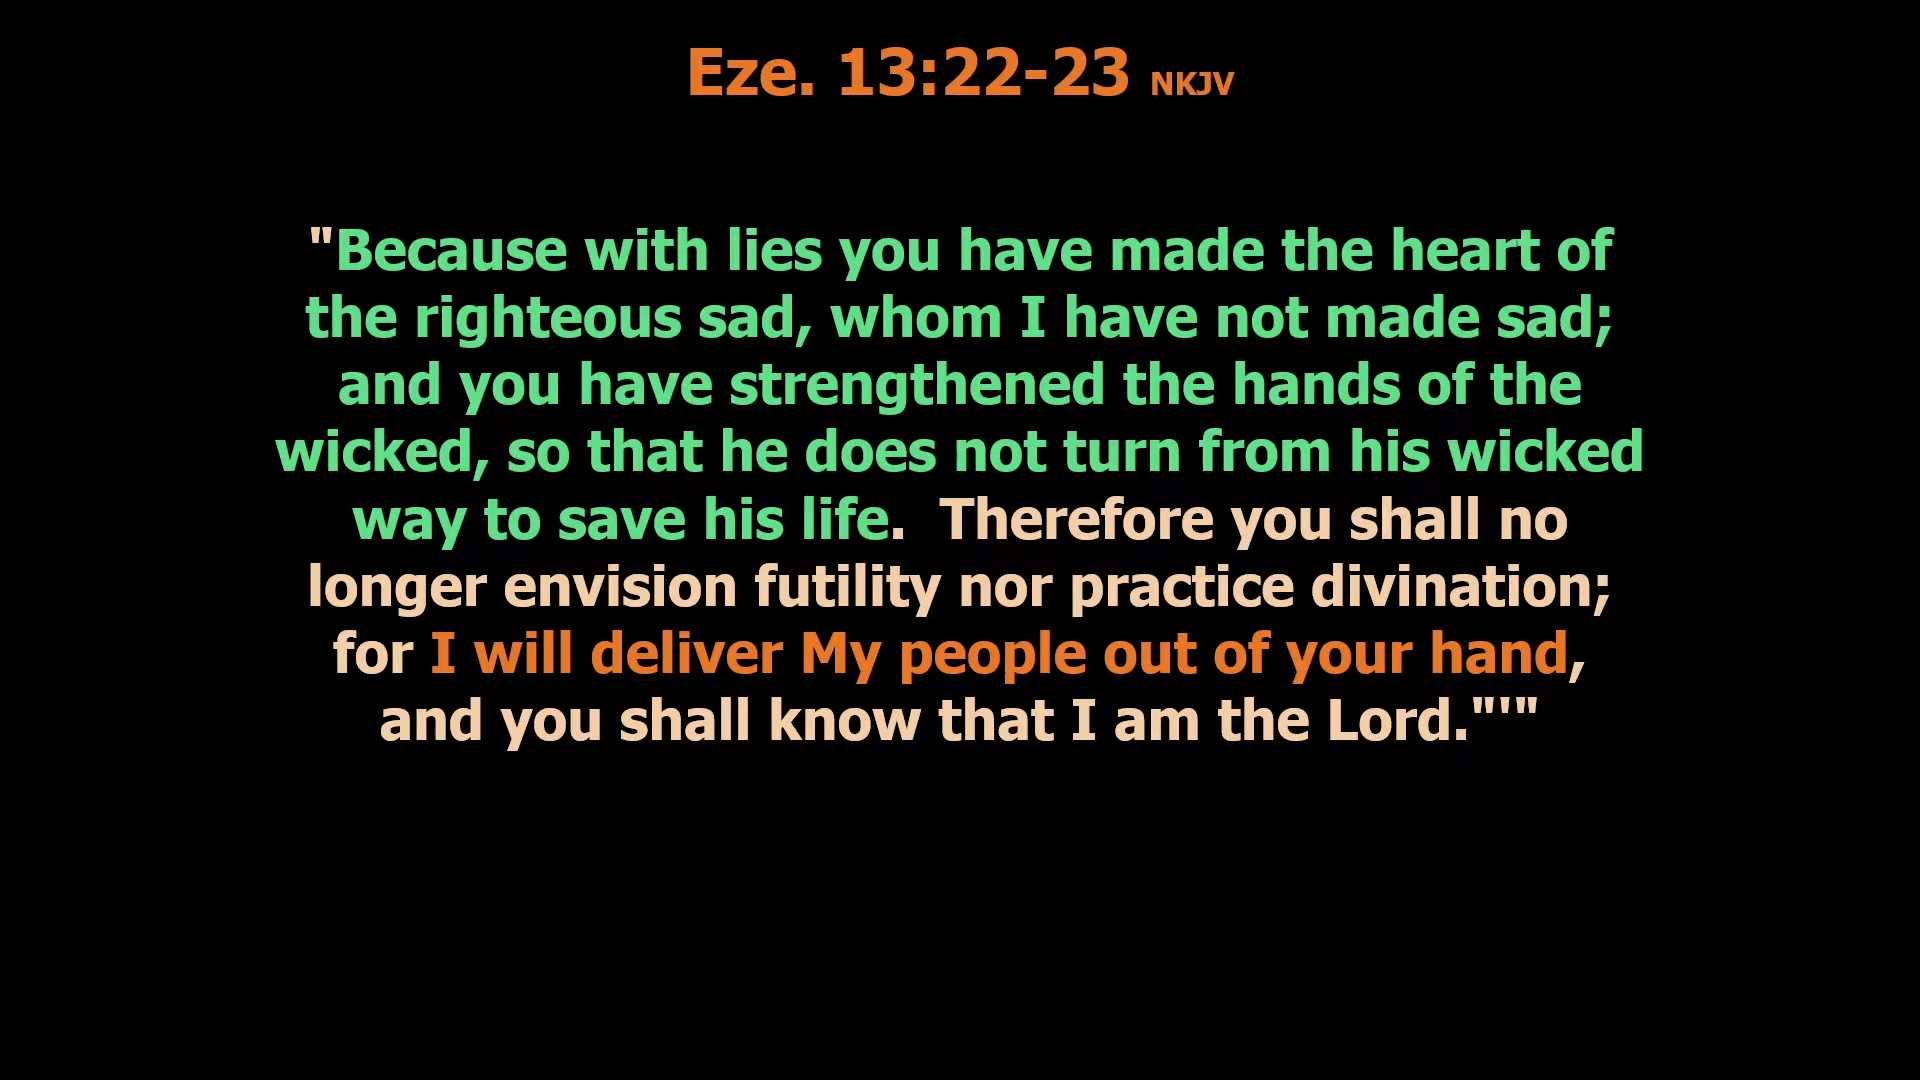 Eze. 13:22-23 NKJV
"Because with lies you have made the heart of
the righteous sad, whom I have not made sad;
and you have strengthened the hands of the
wicked, so that he does not turn from his wicked
way to save his life.  Therefore you shall no
longer envision futility nor practice divination;
for I will deliver My people out of your hand,
and you shall know that I am the Lord."'"